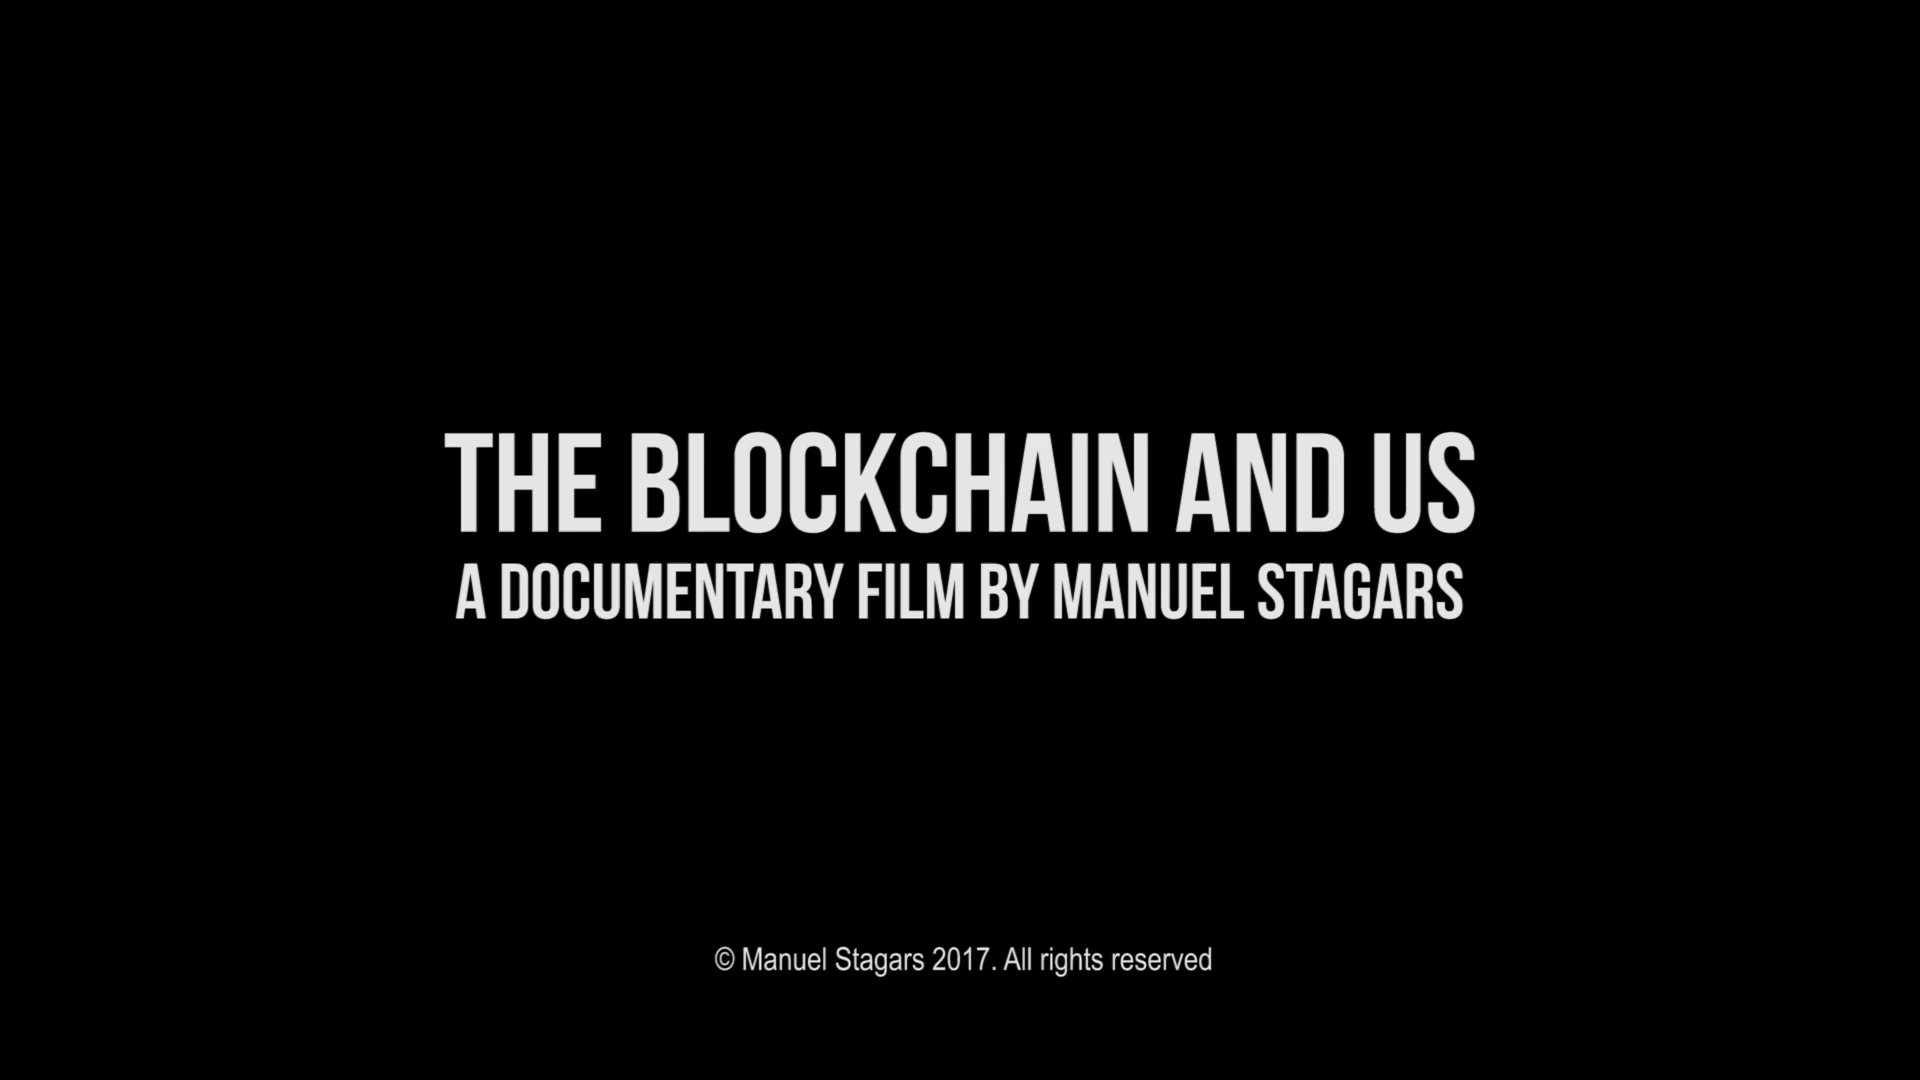 THE BLOCKCHAIN AND US
A DOCUMENTARY FILM BY MANUEL STAGARS
© Manuel Stagars 2017. All rights reserved